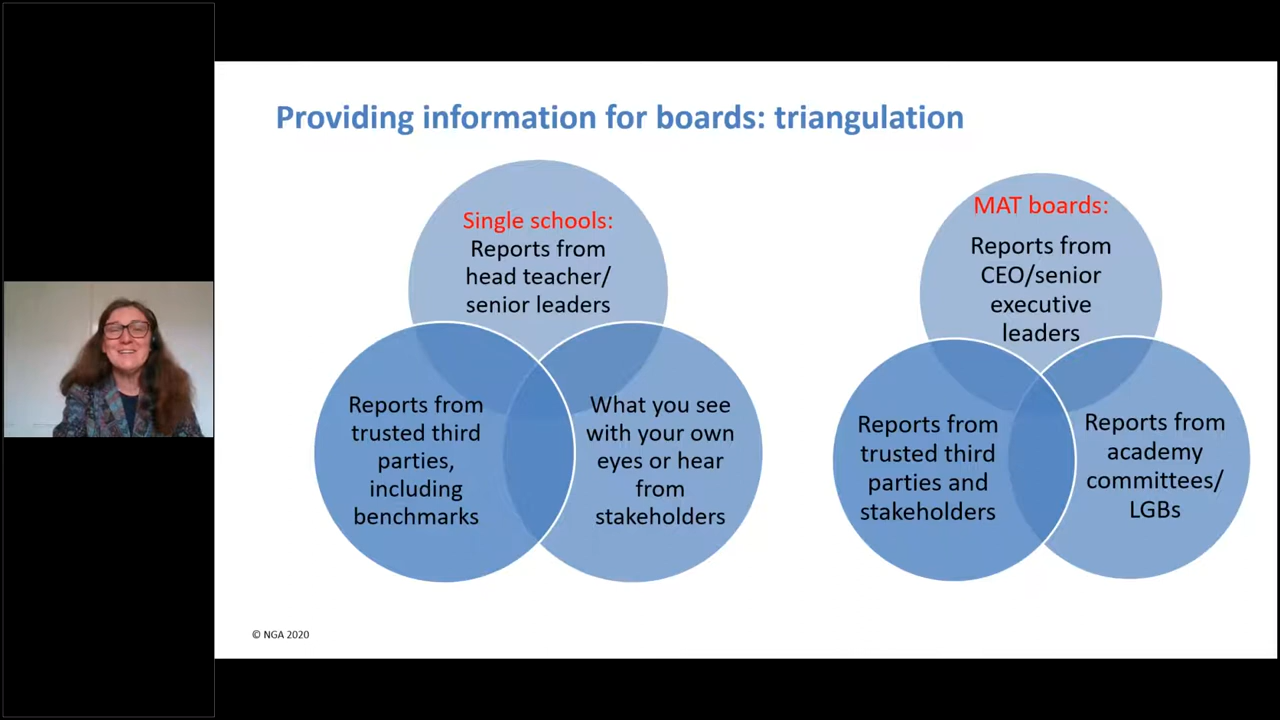 Providing information for boards: triangulation
Single schools:
Reports from
head teacher/
senior leaders
Reports from
trusted third
parties,
including
benchmarks
What you see
with your own
eyes or hear
from
stakeholders
MAT boards:
Reports from
CEO/senior
executive
leaders
Reports from
trusted third
parties and
stakeholders
Reports from
academy
committees/
LGBs
© NGA 2020